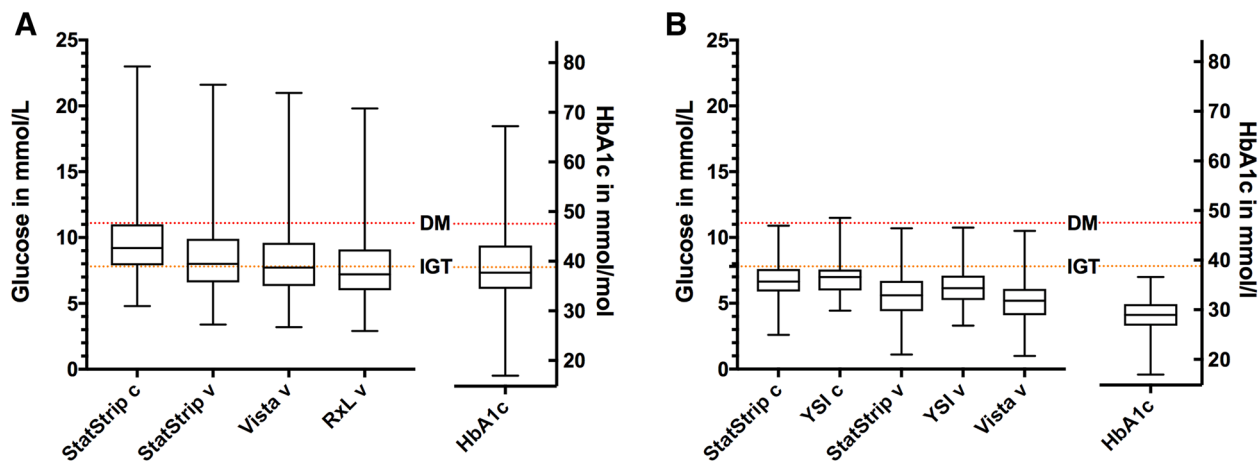 A
Glucose in mmol/L
25
20
15
10
5
0
DM
IGT
StatStrip c
StatStrip v
Vista v
RxL v
HbA1c
80
70
60
50
40
30
20
HbA1c in mmol/mol
B
Glucose in mmol/L
25
20
15
10
5
0
DM
IGT
StatStrip c
YSI c
StatStrip v
YSI v
Vista v
HbA1c
80
70
60
50
40
30
20
HbA1c in mmol/l